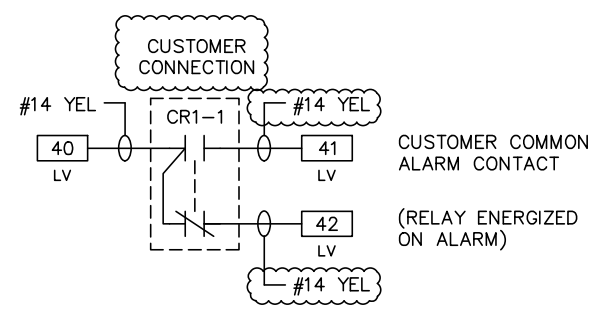 CUSTOMER
CONNECTION
#14 YEL
#14 YEL
CR1-1
40
41
LV
LV
CUSTOMER COMMON
ALARM CONTACT
42
LV
(RELAY ENERGIZED
ON ALARM)
#14 YEL